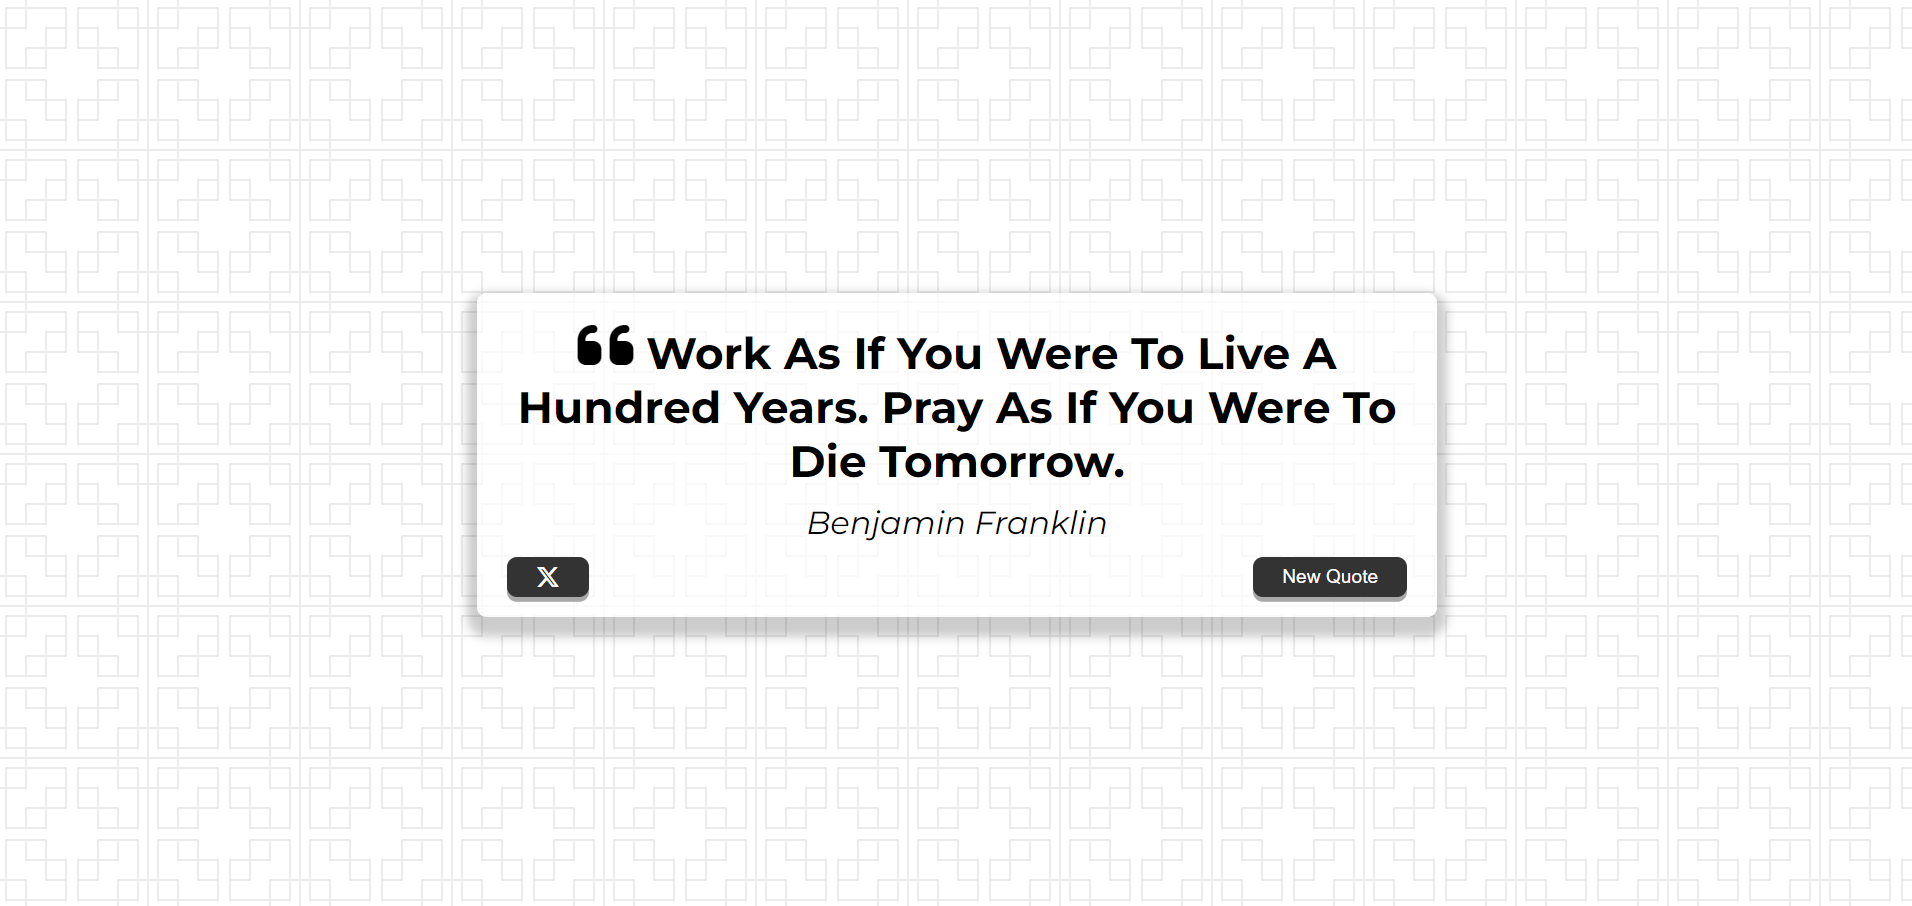 Work As If You Were To Live A
Hundred Years. Pray As If You Were To
Die Tomorrow.
Benjamin Franklin
X
New Quote